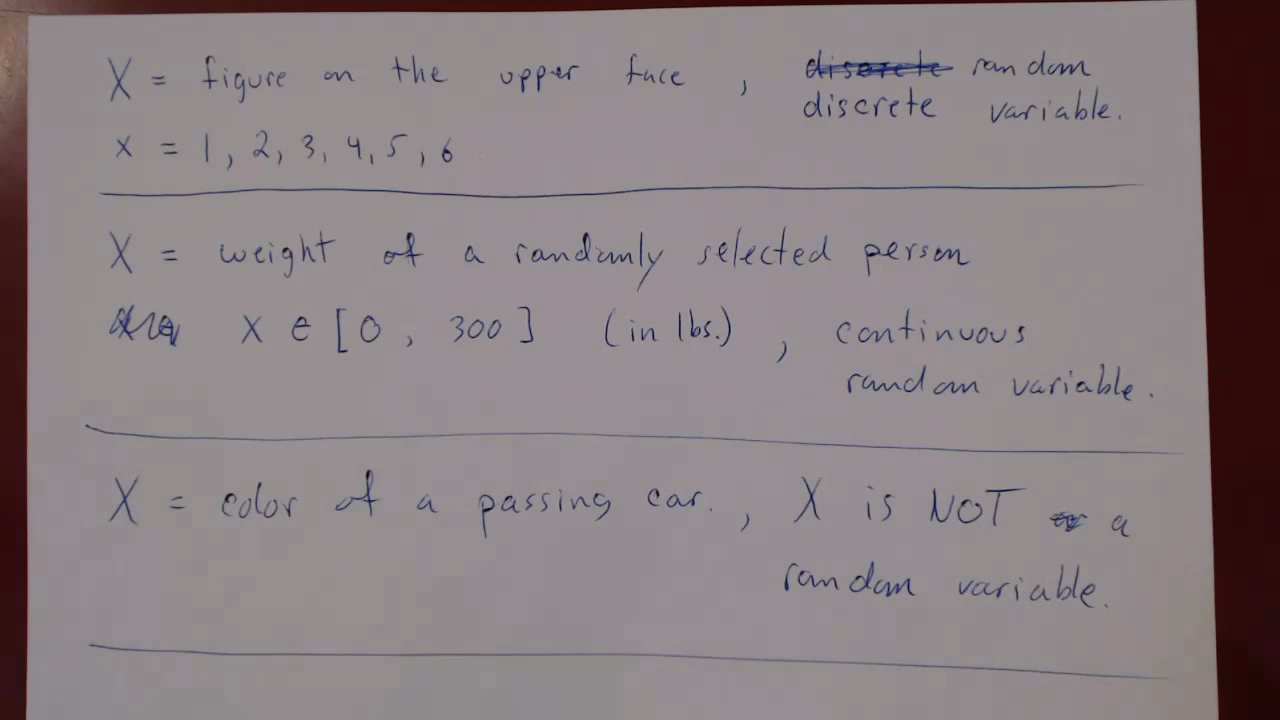 X = figure on the upper face , discrete random
discrete variable.
x = 1, 2, 3, 4, 5, 6
X = weight of a randomly selected person
x ∈ [0, 300] (in lbs.) , continuous
random variable.
X = color of a passing car. , X is NOT a
random variable.